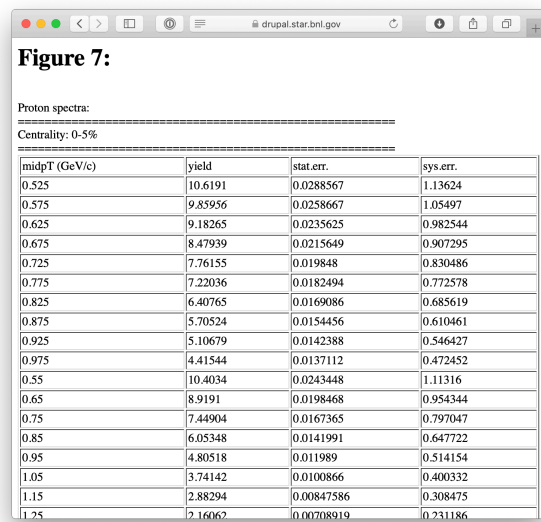 drupal.star.bnl.gov
Figure 7:
Proton spectra:
========================================================
Centrality: 0-5%
========================================================
midpT (GeV/c) yield stat.err. sys.err.
0.525 10.6191 0.0288567 1.13624
0.575 9.85956 0.0258667 1.05497
0.625 9.18265 0.0235625 0.982544
0.675 8.47939 0.0215649 0.907295
0.725 7.76155 0.019848 0.830486
0.775 7.22036 0.0182494 0.772578
0.825 6.40765 0.0169086 0.685619
0.875 5.70524 0.0154456 0.610461
0.925 5.10679 0.0142388 0.546427
0.975 4.41544 0.0137112 0.472452
0.55 10.4034 0.0243448 1.11316
0.65 8.9191 0.0198468 0.954344
0.75 7.44904 0.0167365 0.797047
0.85 6.05348 0.0141991 0.647722
0.95 4.80518 0.011989 0.514154
1.05 3.74142 0.0100866 0.400332
1.15 2.88294 0.00847586 0.308475
1.25 2.16062 0.00708919 0.231186